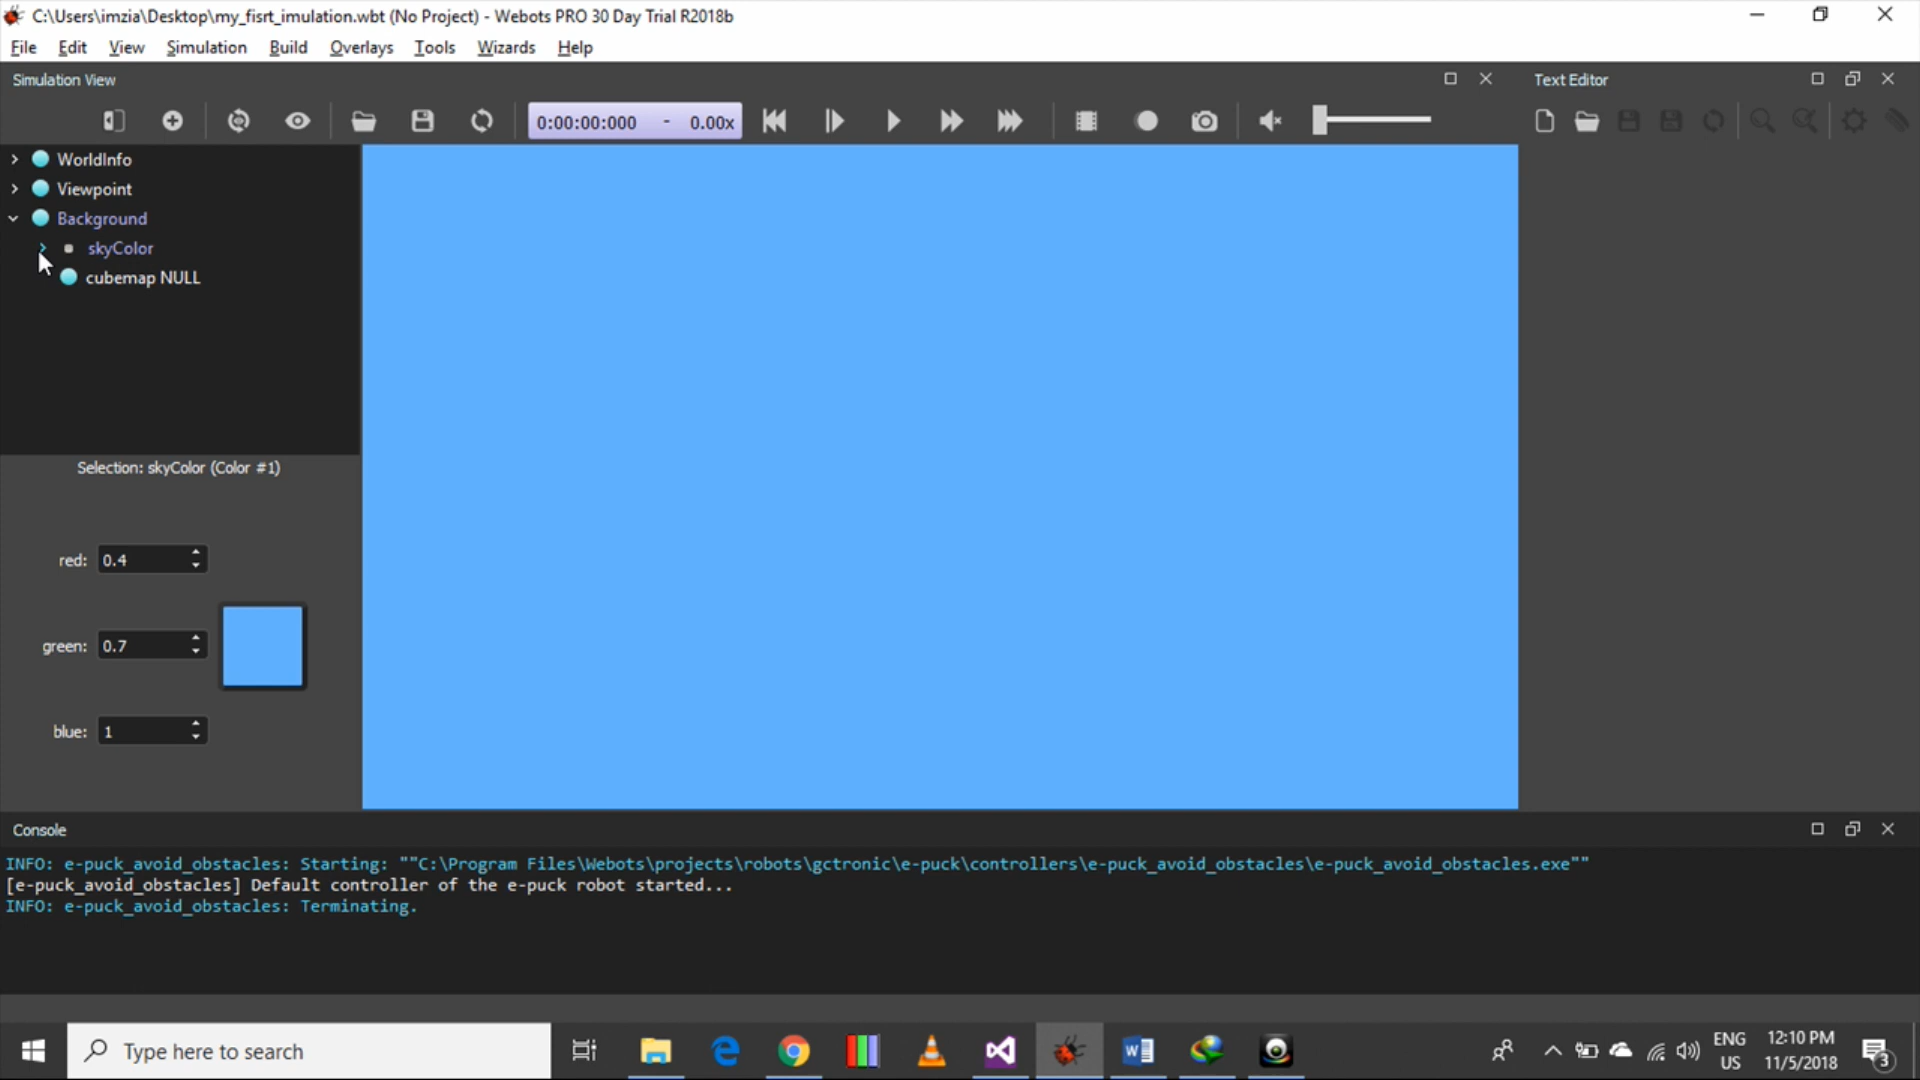 C:\Users\imzia\Desktop\my_fisrt_imulation.wbt (No Project) - Webots PRO 30 Day Trial R2018b
File Edit View Simulation Build Overlays Tools Wizards Help
Simulation View
Text Editor
0:00:00:000 - 0.00x
WorldInfo
Viewpoint
Background
skyColor
cubemap NULL
Selection: skyColor (Color #1)
red: 0.4
green: 0.7
blue: 1
Console
INFO: e-puck_avoid_obstacles: Starting: ""C:\Program Files\Webots\projects\robots\gctronic\e-puck\controllers\e-puck_avoid_obstacles\e-puck_avoid_obstacles.exe""
[e-puck_avoid_obstacles] Default controller of the e-puck robot started...
INFO: e-puck_avoid_obstacles: Terminating.
Type here to search
ENG
US
12:10 PM
11/5/2018
3